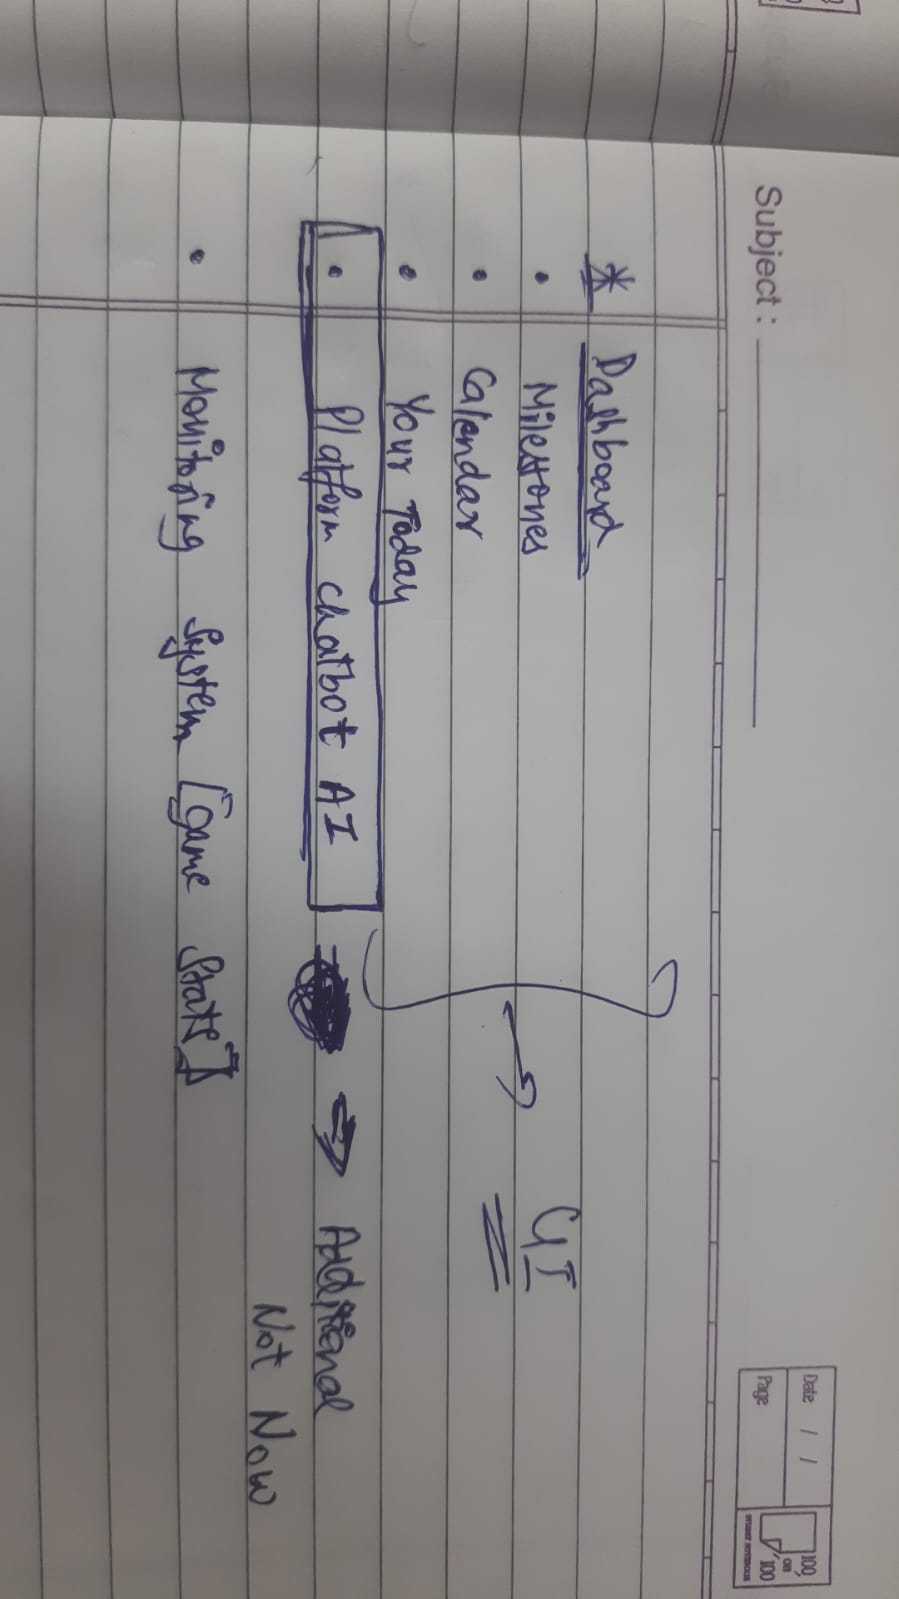 Subject :
Date / /
Page
100
on
100
* Dashboard
• Milestones
• Calendar
• Your Today
UI
• Platform Chatbot AI → Additional
Not Now
• Monitoring System [Game Stats]